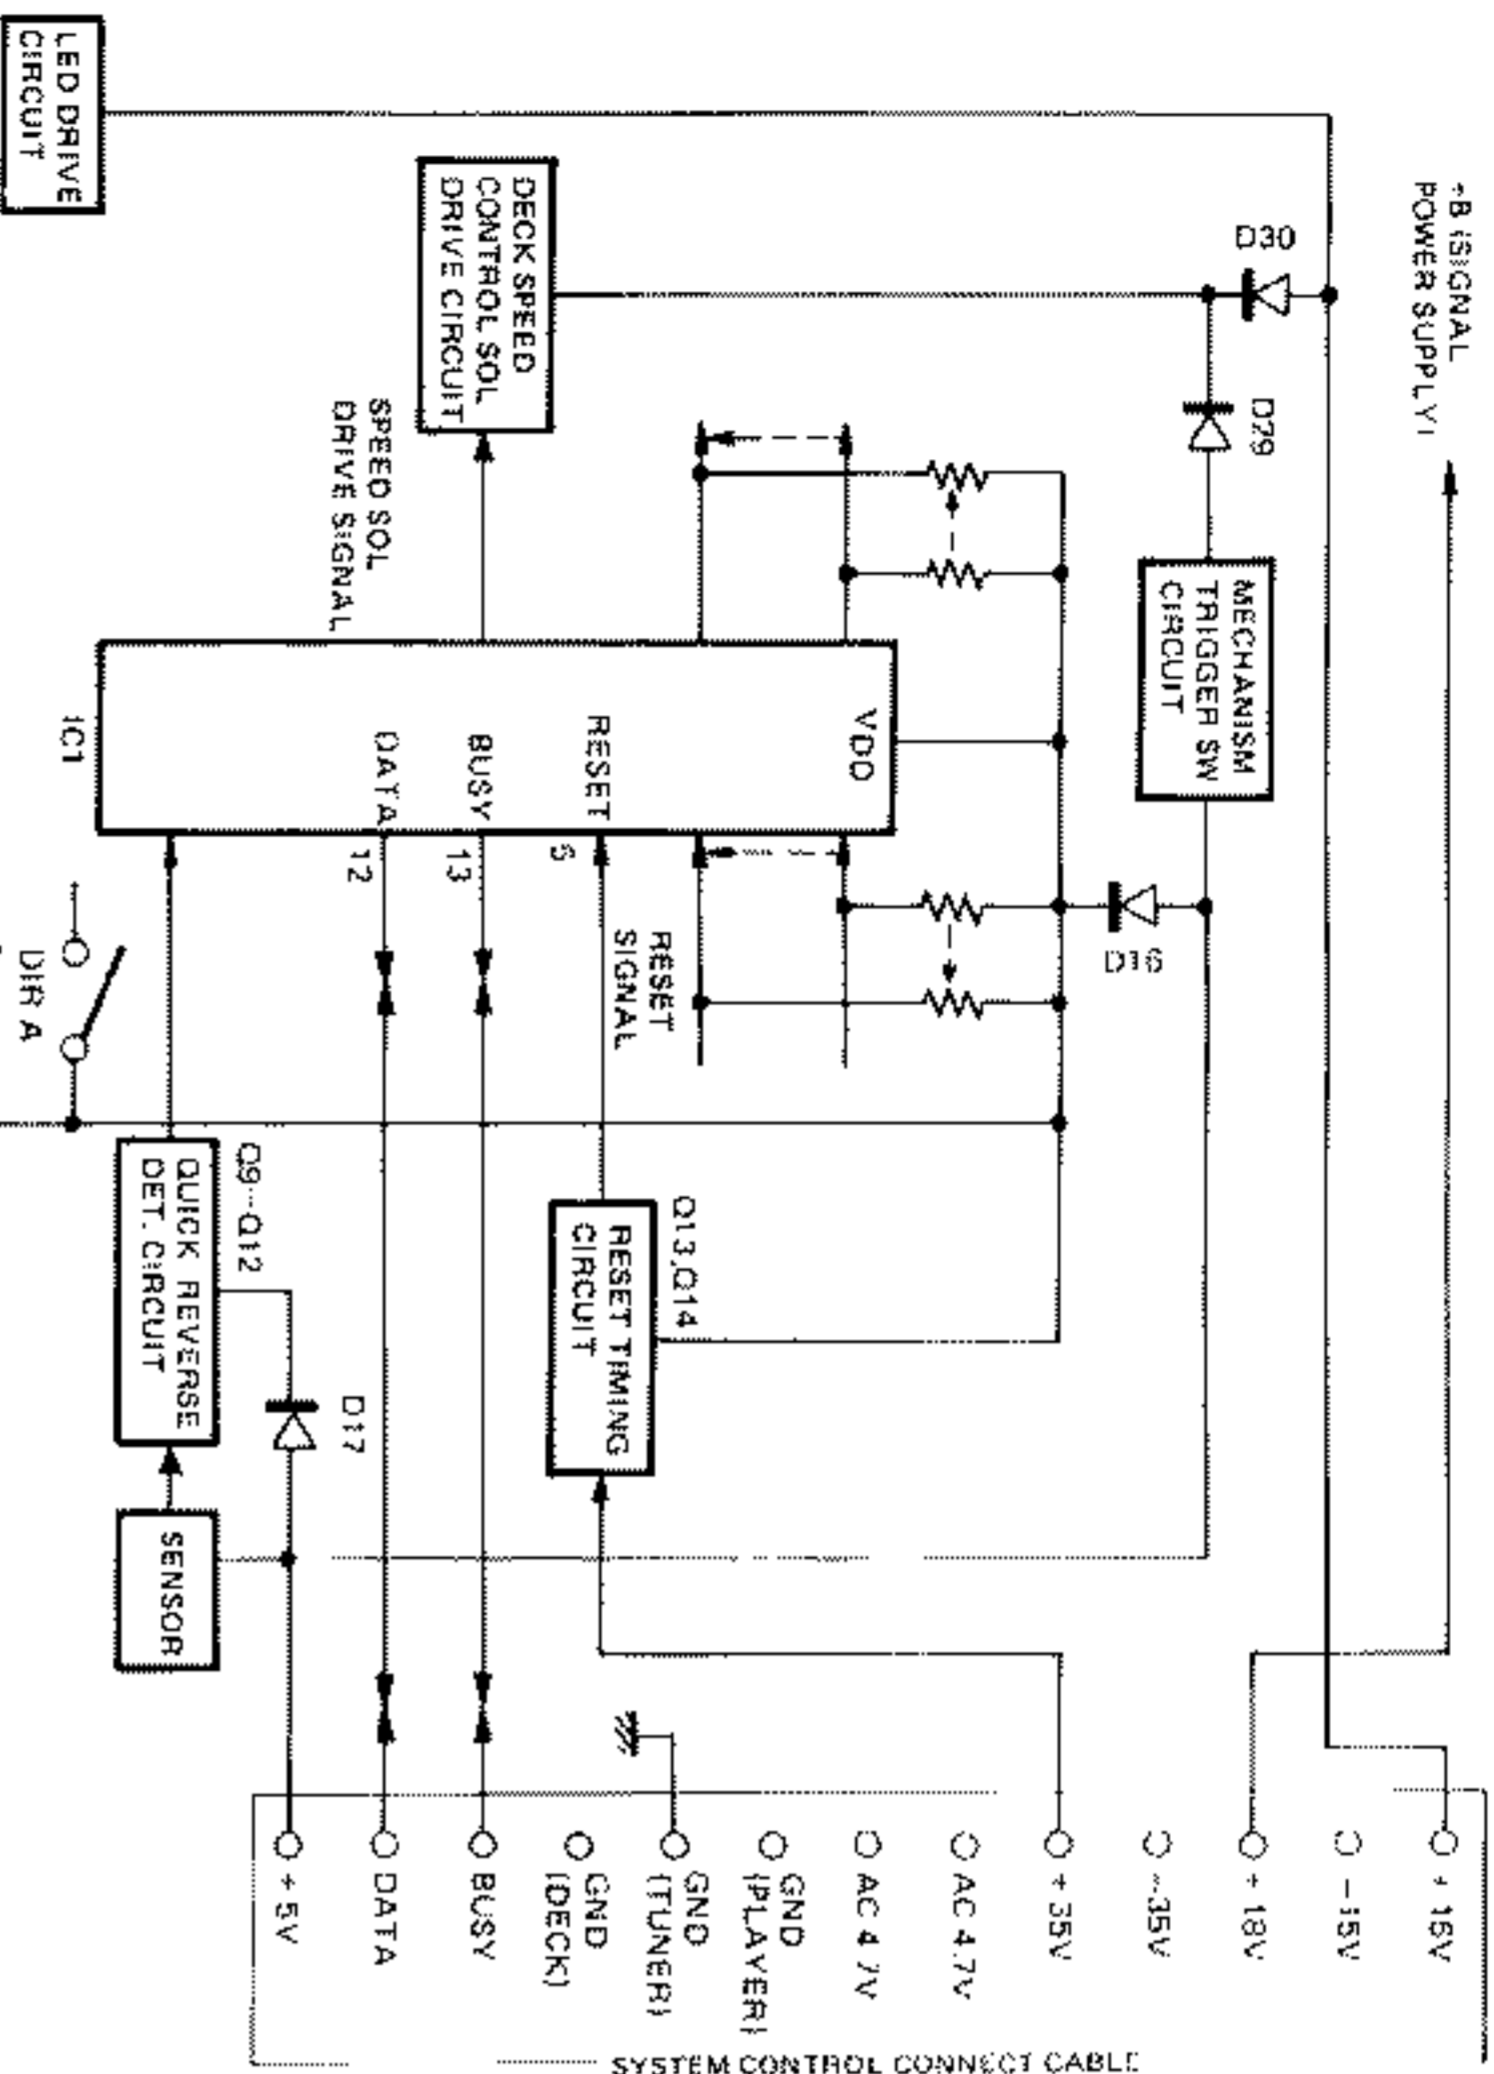 +B (SIGNAL
POWER SUPPLY)
D30
LED DRIVE
CIRCUIT
DECK SPEED
CONTROL SOL
DRIVE CIRCUIT
D29
SPEED SOL
DRIVE SIGNAL
MECHANISM
TRIGGER SW
CIRCUIT
IC1
VDD
RESET
BUSY
DATA
6
13
12
D16
RESET
SIGNAL
DIR A
Q9~Q12
QUICK REVERSE
DET. CIRCUIT
Q13,Q14
RESET TIMING
CIRCUIT
D17
SENSOR
+15V
-15V
+18V
-35V
+35V
AC 4.7V
AC 4.7V
GND
(PLAYER)
GND
(TUNER)
GND
(DECK)
BUSY
DATA
+5V
SYSTEM CONTROL CONNECT CABLE